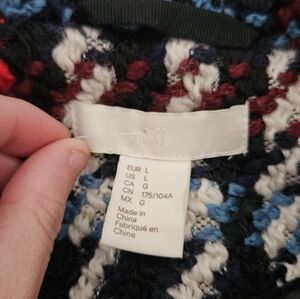 EUR L
US L
CA G
CN 175/104A
MX G
Made in
China
Fabriqué en
Chine